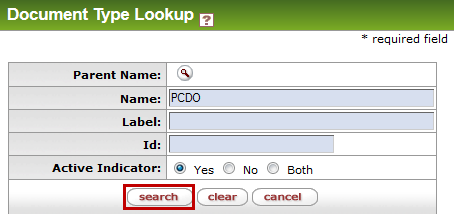 Document Type Lookup ?
* required field
Parent Name:
Name: PCDO
Label:
Id:
Active Indicator: Yes No Both
search clear cancel